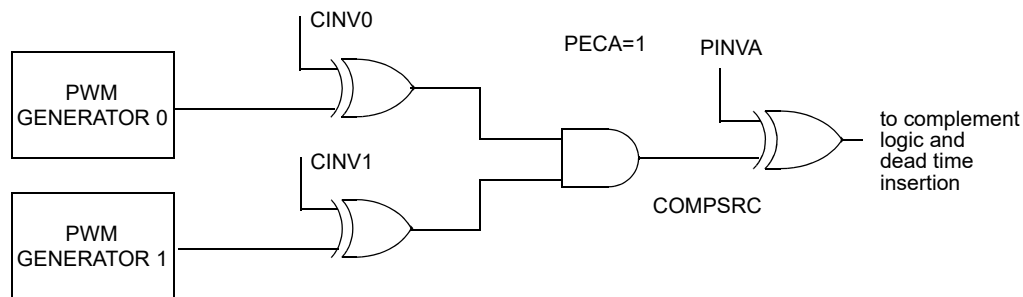 CINV0
PECA=1
PINVA
PWM
GENERATOR 0
to complement
logic and
dead time
insertion
CINV1
COMPSRC
PWM
GENERATOR 1